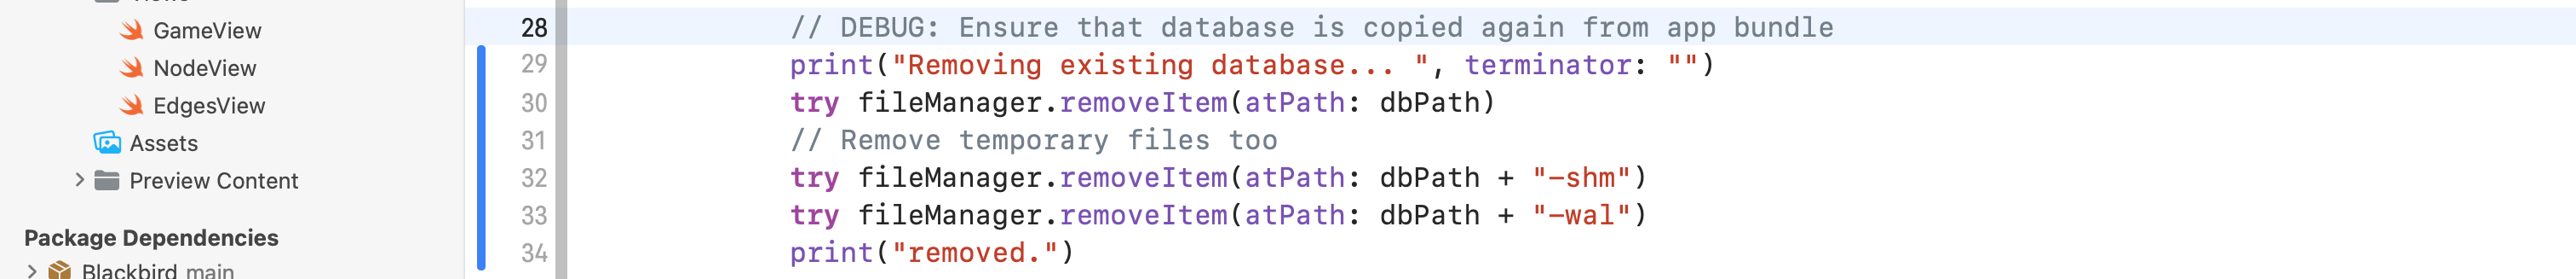 GameView
NodeView
EdgesView
Assets
Preview Content
Package Dependencies
Blackbird main
28 // DEBUG: Ensure that database is copied again from app bundle
29 print("Removing existing database... ", terminator: "")
30 try fileManager.removeItem(atPath: dbPath)
31 // Remove temporary files too
32 try fileManager.removeItem(atPath: dbPath + "-shm")
33 try fileManager.removeItem(atPath: dbPath + "-wal")
34 print("removed.")